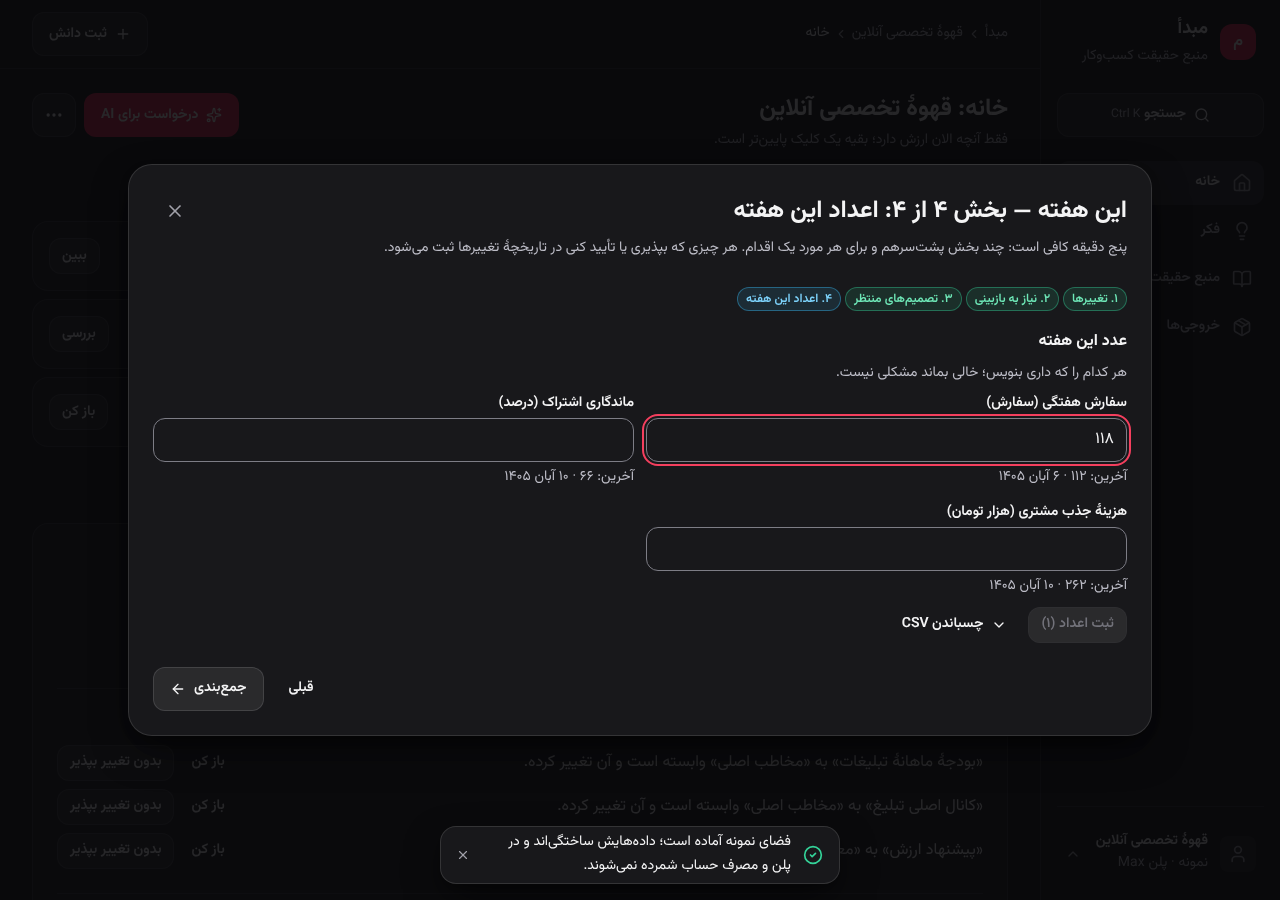 م
مبدأ
منبع حقیقت کسب‌وکار
مبدأ › قهوهٔ تخصصی آنلاین › خانه
ثبت دانش
جستجو Ctrl K
خانه: قهوهٔ تخصصی آنلاین
درخواست برای AI
فقط آنچه الان ارزش دارد؛ بقیه یک کلیک پایین‌تر است.
خانه
فکر
منبع حقیقت
خروجی‌ها
ببین
بررسی
باز کن
این هفته — بخش ۴ از ۴: اعداد این هفته
پنج دقیقه کافی است: چند بخش پشت‌سرهم و برای هر مورد یک اقدام. هر چیزی که بپذیری یا تأیید کنی در تاریخچهٔ تغییرها ثبت می‌شود.
۱. تغییرها
۲. نیاز به بازبینی
۳. تصمیم‌های منتظر
۴. اعداد این هفته
عدد این هفته
هر کدام را که داری بنویس؛ خالی بماند مشکلی نیست.
سفارش هفتگی (سفارش)
ماندگاری اشتراک (درصد)
۱۱۸
آخرین: ۱۱۲ · ۶ آبان ۱۴۰۵
آخرین: ۶۶ · ۱۰ آبان ۱۴۰۵
هزینهٔ جذب مشتری (هزار تومان)
آخرین: ۲۶۲ · ۱۰ آبان ۱۴۰۵
ثبت اعداد (۱)
چسباندن CSV
قبلی
جمع‌بندی
«بودجهٔ ماهانهٔ تبلیغات» به «مخاطب اصلی» وابسته است و آن تغییر کرده.
باز کن
بدون تغییر بپذیر
«کانال اصلی تبلیغ» به «مخاطب اصلی» وابسته است و آن تغییر کرده.
باز کن
بدون تغییر بپذیر
«پیشنهاد ارزش» به
باز کن
بدون تغییر بپذیر
فضای نمونه آماده است؛ داده‌هایش ساختگی‌اند و در
پلن و مصرف حساب شمرده نمی‌شوند.
قهوهٔ تخصصی آنلاین
نمونه · پلن Max